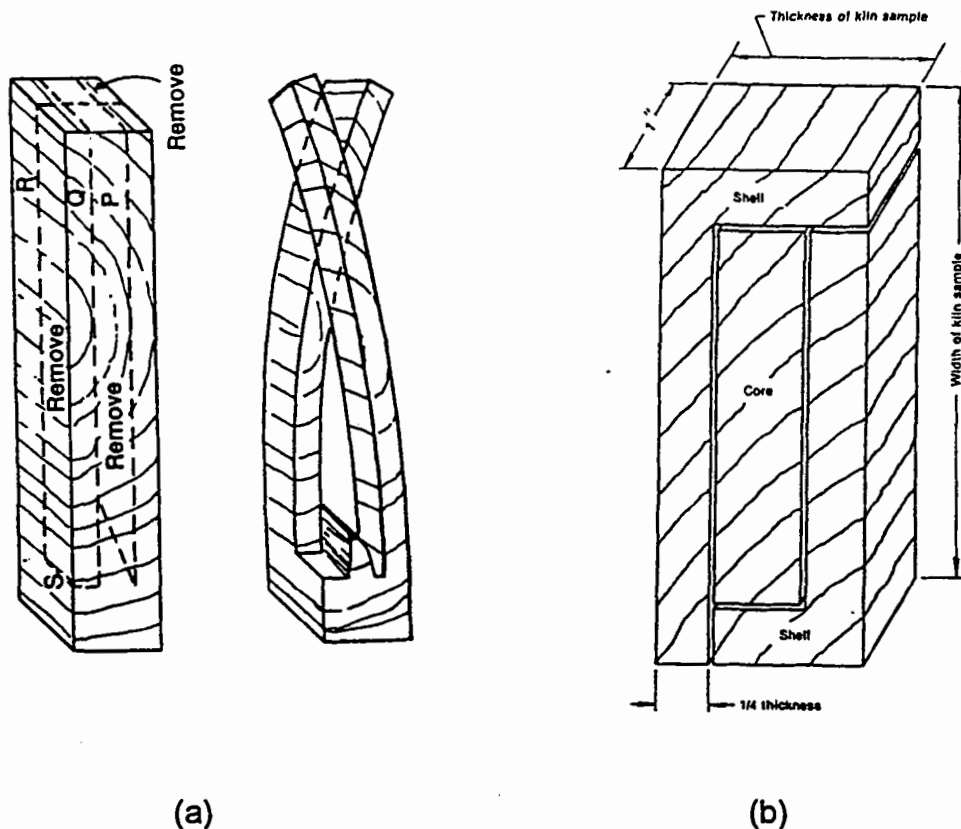 Remove
R
Q
P
Remove
Remove
S
(a)
Thickness of kiln sample
1"
Shell
Core
Width of kiln sample
Shell
1/4 thickness
(b)